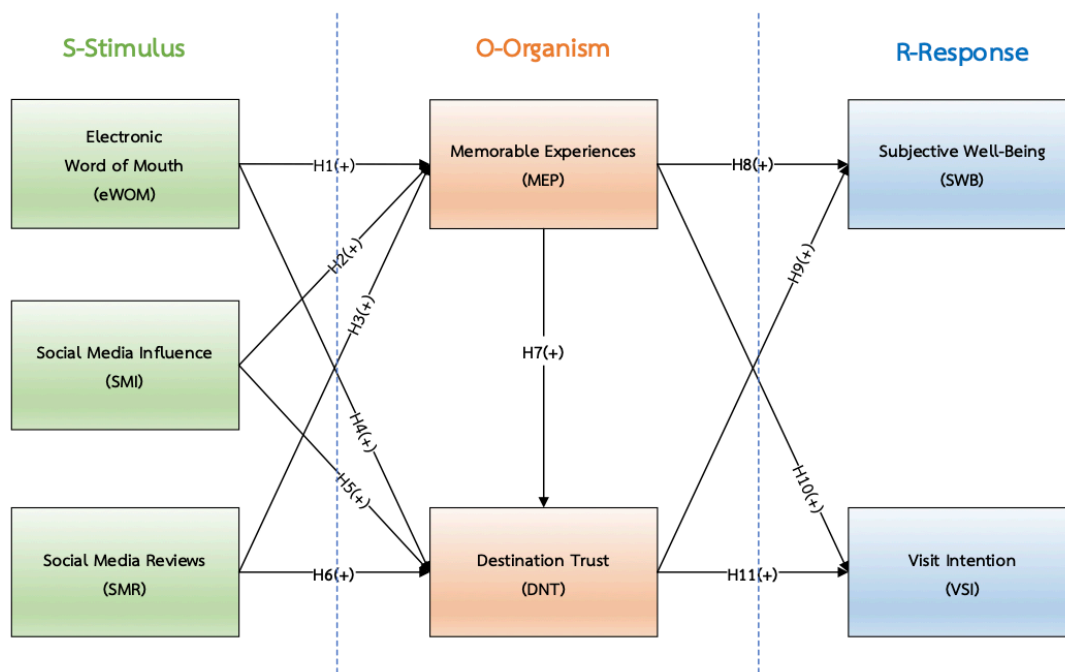 S-Stimulus
O-Organism
R-Response
Electronic
Word of Mouth
(eWOM)
H1(+)
Memorable Experiences
(MEP)
H8(+)
Subjective Well-Being
(SWB)
H2(+)
H3(+)
H9(+)
Social Media Influence
(SMI)
H7(+)
H4(+)
H5(+)
H10(+)
Social Media Reviews
(SMR)
H6(+)
Destination Trust
(DNT)
H11(+)
Visit Intention
(VSI)